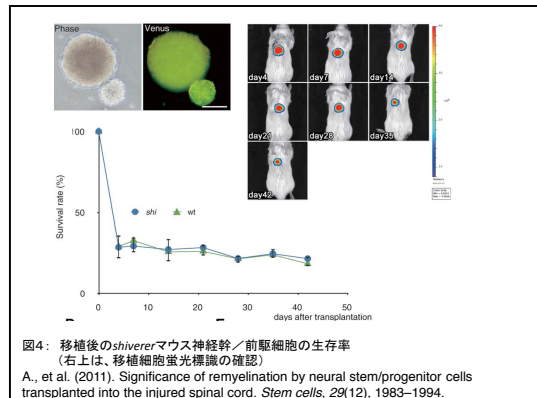 Phase
Venus
day4
day7
day14
day21
day28
day35
day42
100
50
0
Survival rate (%)
shi
wt
0
10
20
30
40
50
days after transplantation
図4： 移植後のshivererマウス神経幹／前駆細胞の生存率
（右上は、移植細胞蛍光標識の確認）
A., et al. (2011). Significance of remyelination by neural stem/progenitor cells
transplanted into the injured spinal cord. Stem cells, 29(12), 1983–1994.